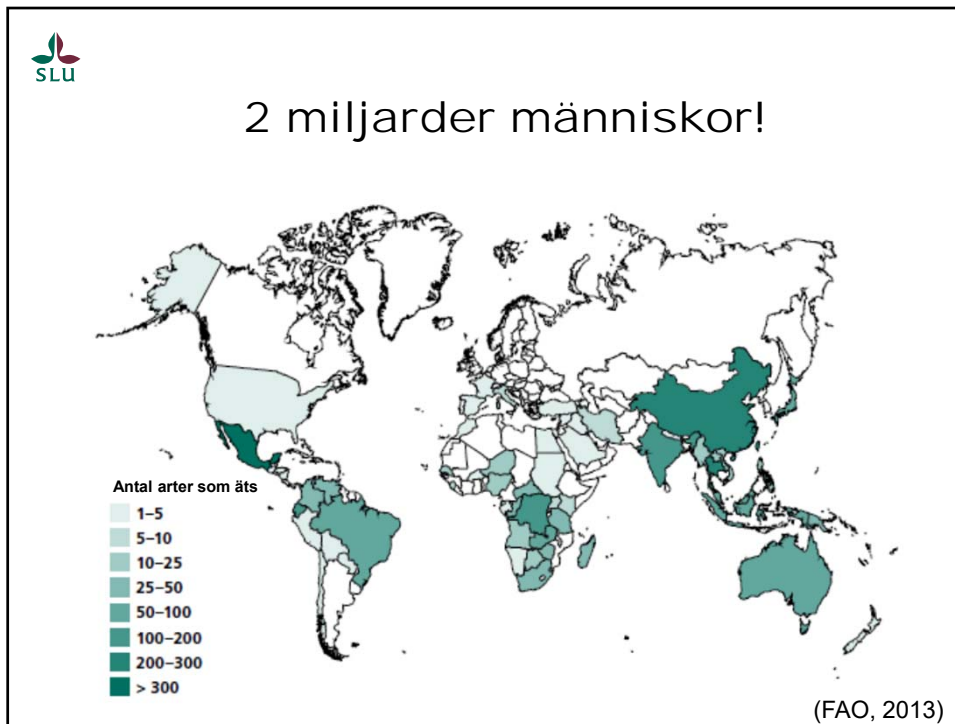 SLU
2 miljarder människor!
Antal arter som äts
1–5
5–10
10–25
25–50
50–100
100–200
200–300
> 300
(FAO, 2013)